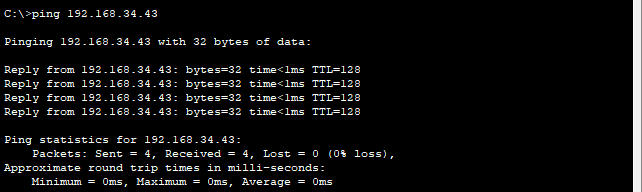 C:\>ping 192.168.34.43
Pinging 192.168.34.43 with 32 bytes of data:
Reply from 192.168.34.43: bytes=32 time<1ms TTL=128
Reply from 192.168.34.43: bytes=32 time<1ms TTL=128
Reply from 192.168.34.43: bytes=32 time<1ms TTL=128
Reply from 192.168.34.43: bytes=32 time<1ms TTL=128
Ping statistics for 192.168.34.43:
    Packets: Sent = 4, Received = 4, Lost = 0 (0% loss),
Approximate round trip times in milli-seconds:
    Minimum = 0ms, Maximum = 0ms, Average = 0ms